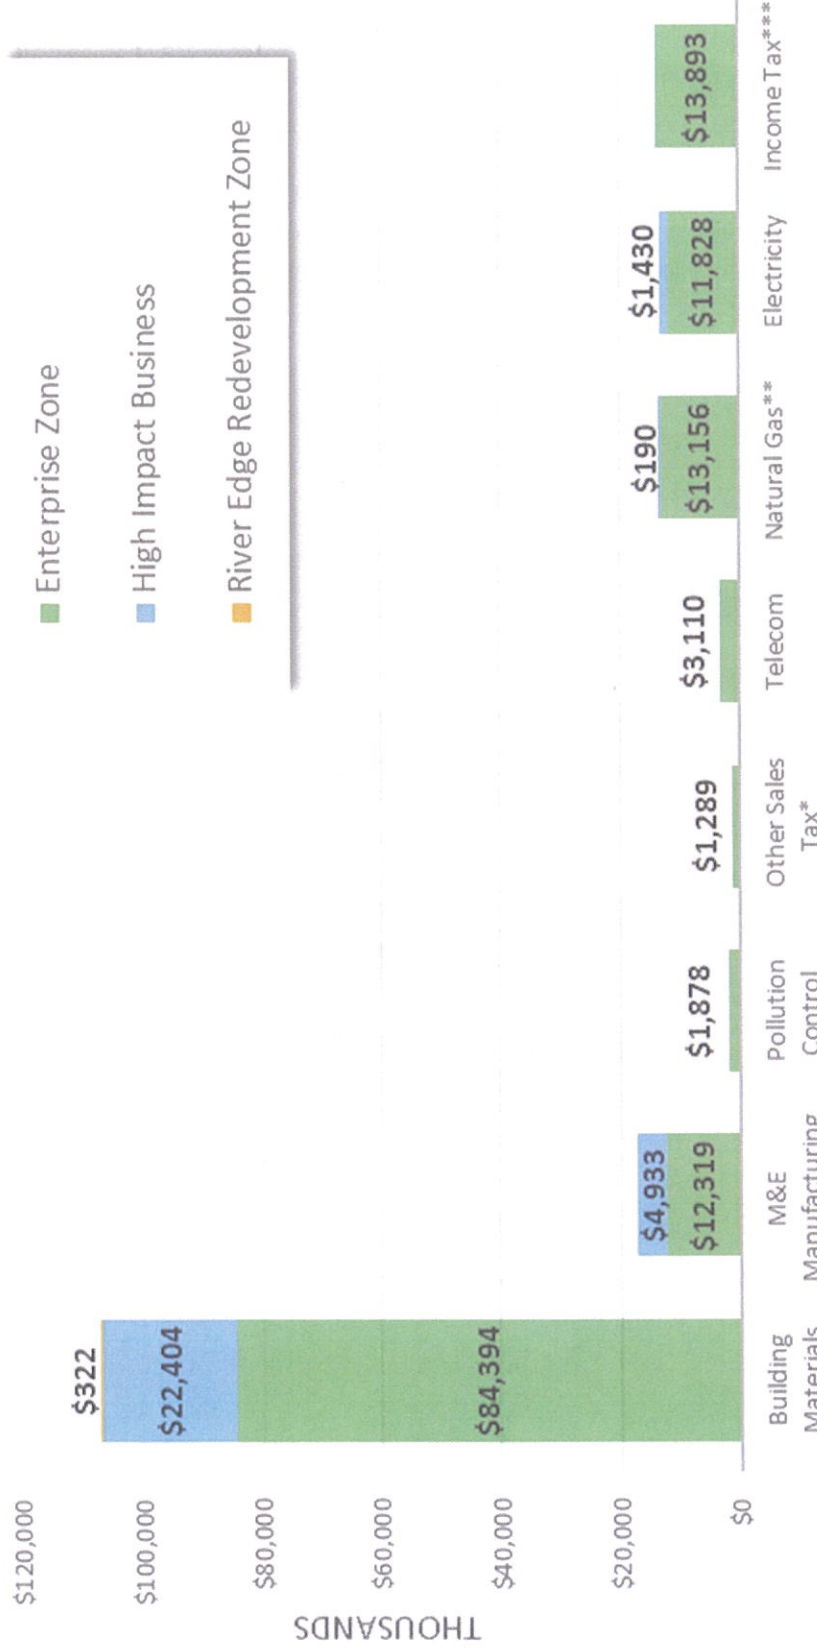 Enterprise Zone
High Impact Business
River Edge Redevelopment Zone
THOUSANDS
$120,000
$100,000
$80,000
$60,000
$40,000
$20,000
$0
$322
$22,404
$84,394
$4,933
$12,319
$1,878
$1,289
$3,110
$190
$13,156
$1,430
$11,828
$13,893
Building
Materials
M&E
Manufacturing
Pollution
Control
Other Sales
Tax*
Telecom
Natural Gas**
Electricity
Income Tax***